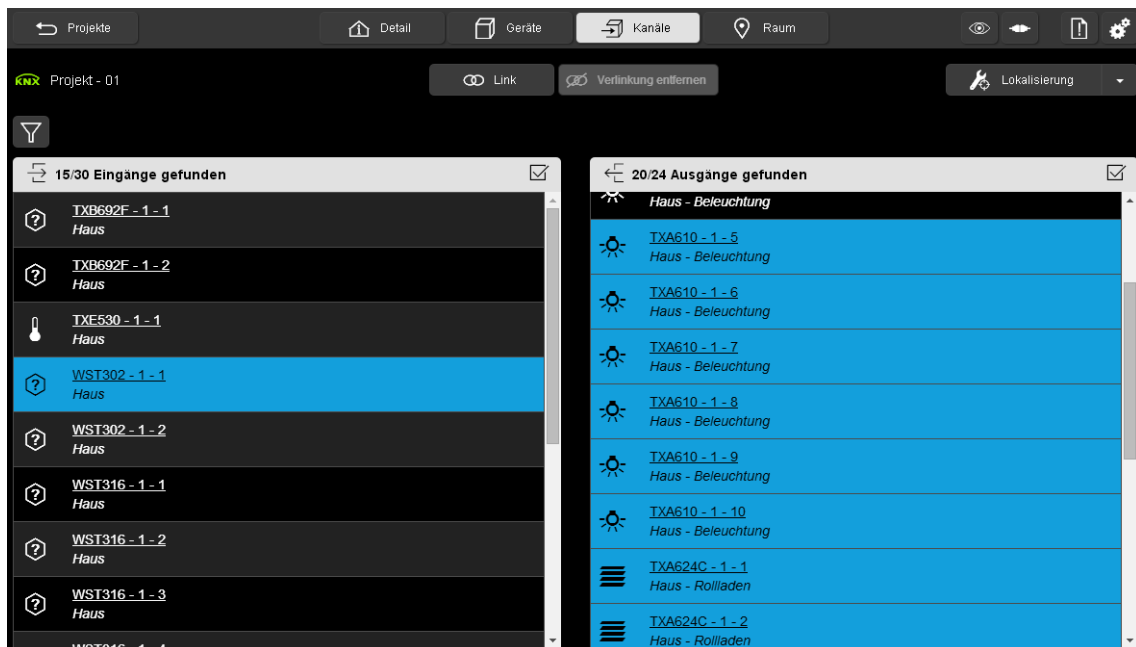 Projekte
Detail
Geräte
Kanäle
Raum
KNX Projekt - 01
Link
Verlinkung entfernen
Lokalisierung
15/30 Eingänge gefunden
TXB692F - 1 - 1
Haus
TXB692F - 1 - 2
Haus
TXE530 - 1 - 1
Haus
WST302 - 1 - 1
Haus
WST302 - 1 - 2
Haus
WST316 - 1 - 1
Haus
WST316 - 1 - 2
Haus
WST316 - 1 - 3
Haus
20/24 Ausgänge gefunden
Haus - Beleuchtung
TXA610 - 1 - 5
Haus - Beleuchtung
TXA610 - 1 - 6
Haus - Beleuchtung
TXA610 - 1 - 7
Haus - Beleuchtung
TXA610 - 1 - 8
Haus - Beleuchtung
TXA610 - 1 - 9
Haus - Beleuchtung
TXA610 - 1 - 10
Haus - Beleuchtung
TXA624C - 1 - 1
Haus - Rollladen
TXA624C - 1 - 2
Haus - Rollladen